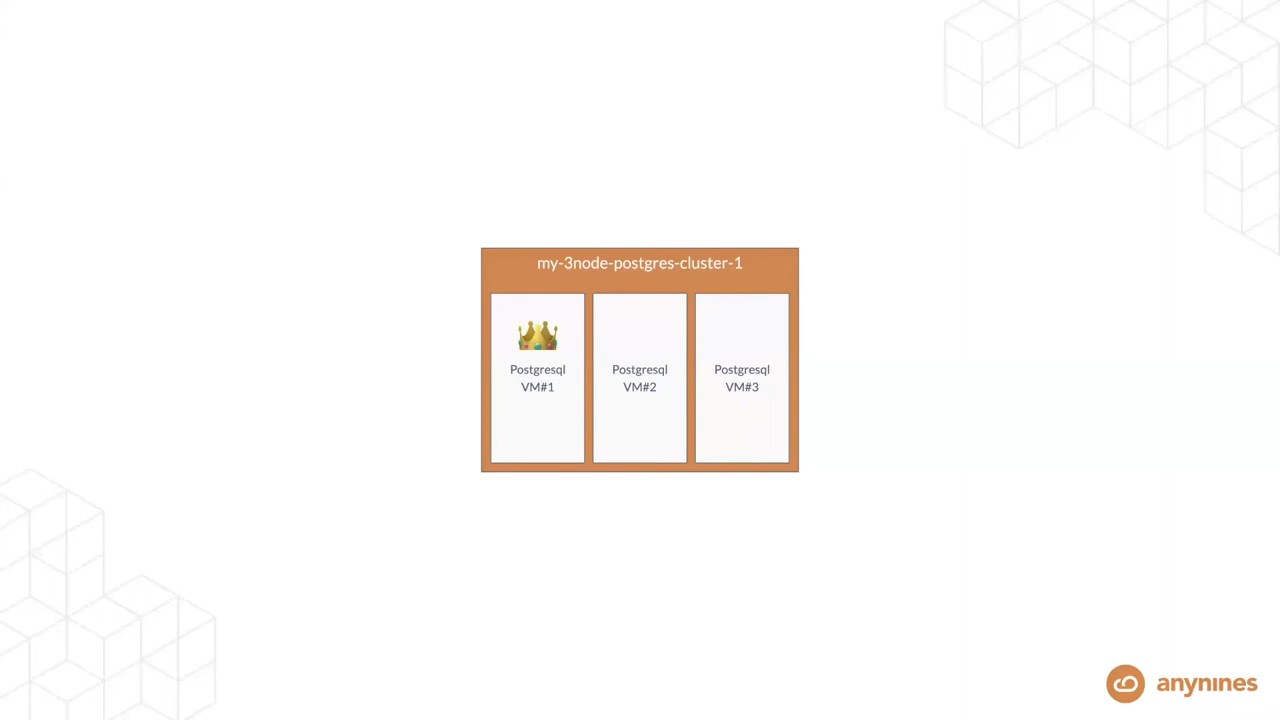 my-3node-postgres-cluster-1
Postgresql
VM#1
Postgresql
VM#2
Postgresql
VM#3
anynines